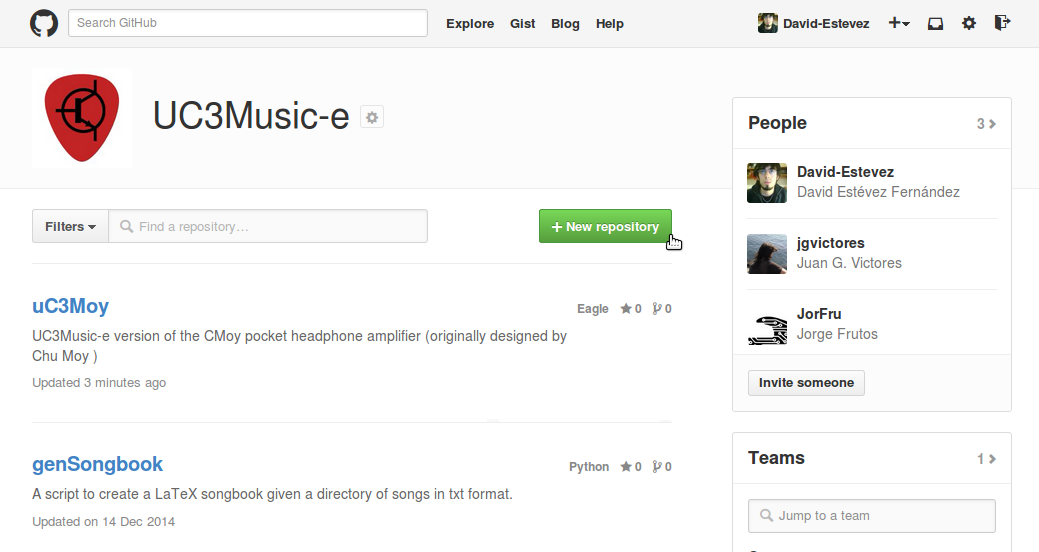 Search GitHub
Explore Gist Blog Help
David-Estevez
UC3Music-e
Filters
Find a repository…
New repository
uC3Moy
Eagle 0 0
UC3Music-e version of the CMoy pocket headphone amplifier (originally designed by
Chu Moy )
Updated 3 minutes ago
genSongbook
Python 0 0
A script to create a LaTeX songbook given a directory of songs in txt format.
Updated on 14 Dec 2014
People 3
David-Estevez
David Estévez Fernández
jgvictores
Juan G. Victores
JorFru
Jorge Frutos
Invite someone
Teams 1
Jump to a team